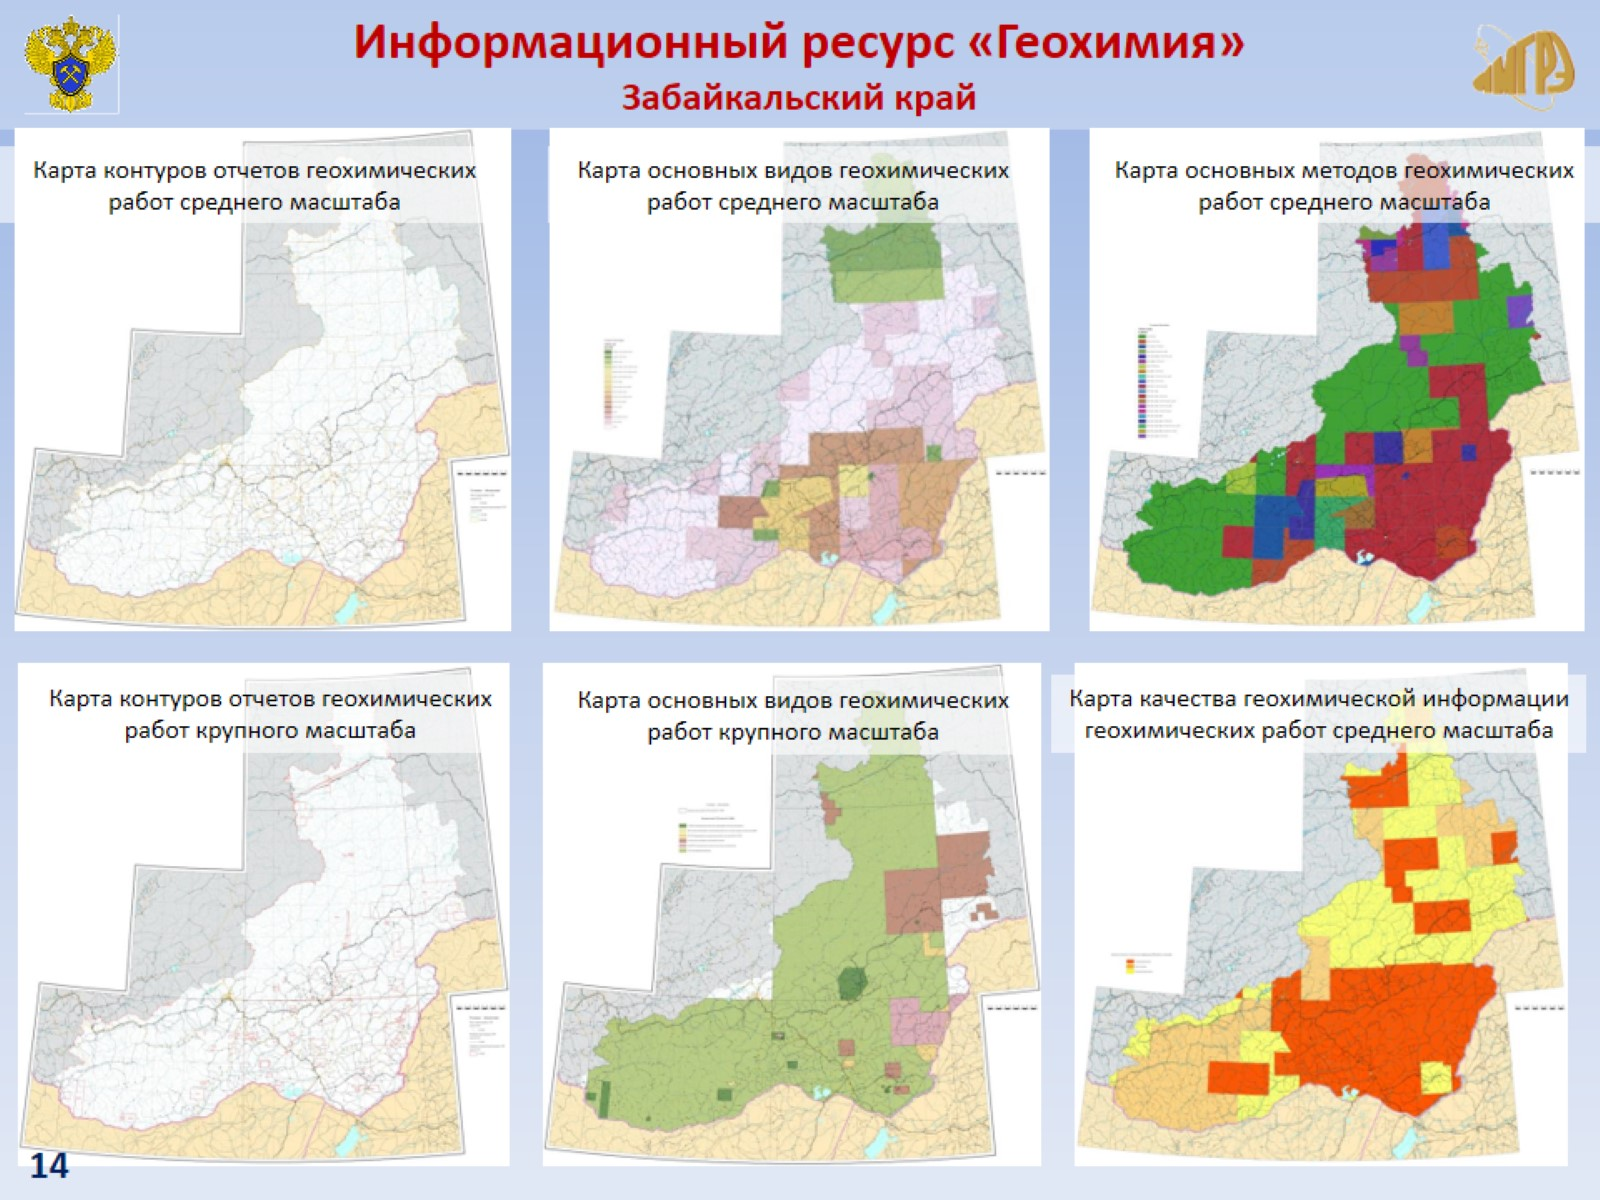 Информационный ресурс «Геохимия»
Забайкальский край
Карта контуров отчетов геохимических
работ среднего масштаба
Карта основных видов геохимических
работ среднего масштаба
Карта основных методов геохимических
работ среднего масштаба
Карта контуров отчетов геохимических
работ крупного масштаба
Карта основных видов геохимических
работ крупного масштаба
Карта качества геохимической информации
геохимических работ среднего масштаба
14